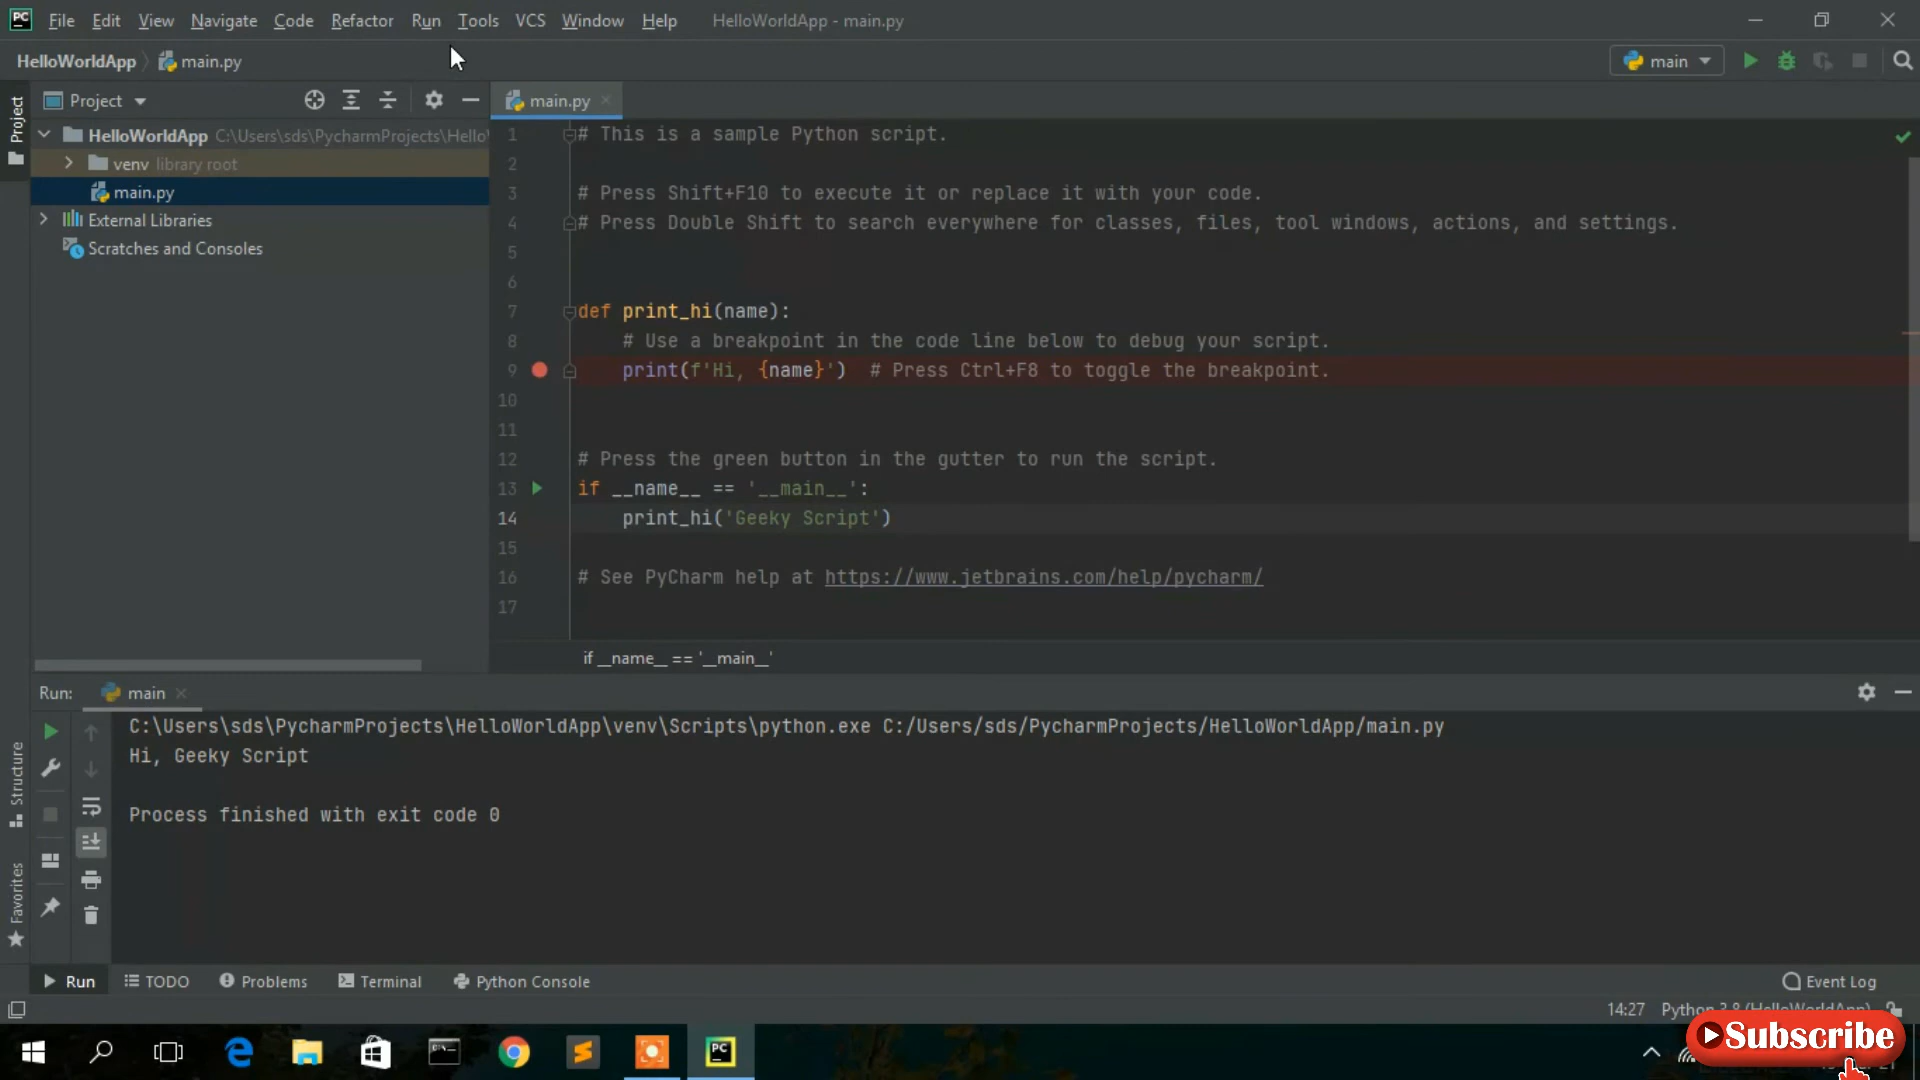 PC File Edit View Navigate Code Refactor Run Tools VCS Window Help HelloWorldApp - main.py
HelloWorldApp main.py main
Project
Project
main.py
HelloWorldApp C:\Users\sds\PycharmProjects\Hello
venv library root
main.py
External Libraries
Scratches and Consoles
1 # This is a sample Python script.
2
3 # Press Shift+F10 to execute it or replace it with your code.
4 # Press Double Shift to search everywhere for classes, files, tool windows, actions, and settings.
5
6
7 def print_hi(name):
8 # Use a breakpoint in the code line below to debug your script.
9 print(f'Hi, {name}') # Press Ctrl+F8 to toggle the breakpoint.
10
11
12 # Press the green button in the gutter to run the script.
13 if __name__ == '__main__':
14 print_hi('Geeky Script')
15
16 # See PyCharm help at https://www.jetbrains.com/help/pycharm/
17
if __name__ == '__main__'
Run: main
C:\Users\sds\PycharmProjects\HelloWorldApp\venv\Scripts\python.exe C:/Users/sds/PycharmProjects/HelloWorldApp/main.py
Hi, Geeky Script
Process finished with exit code 0
Structure
Favorites
Run TODO Problems Terminal Python Console Event Log
14:27 Python 3.8 (HelloWorldApp)
Subscribe
PC